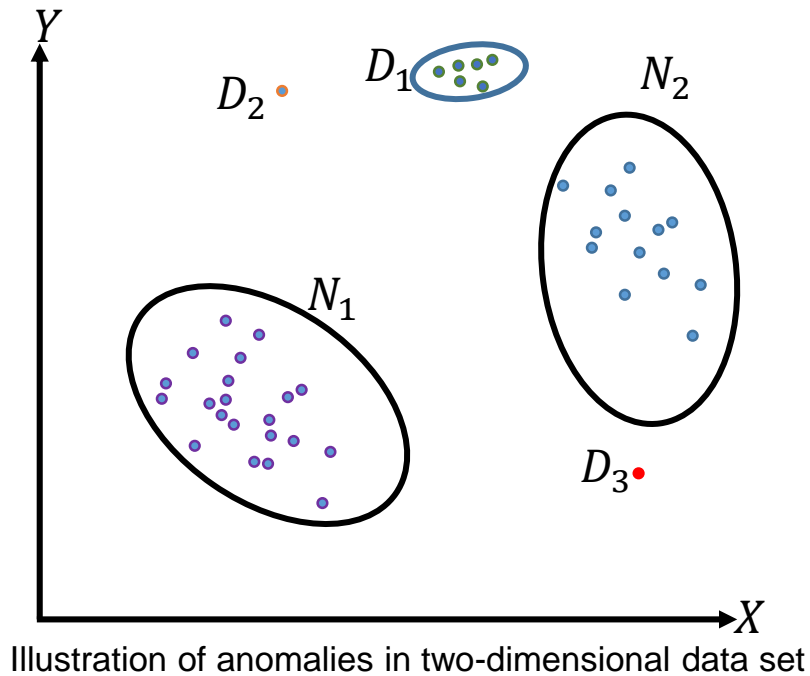 Y
D₁
N₂
D₂
N₁
D₃
X
Illustration of anomalies in two-dimensional data set